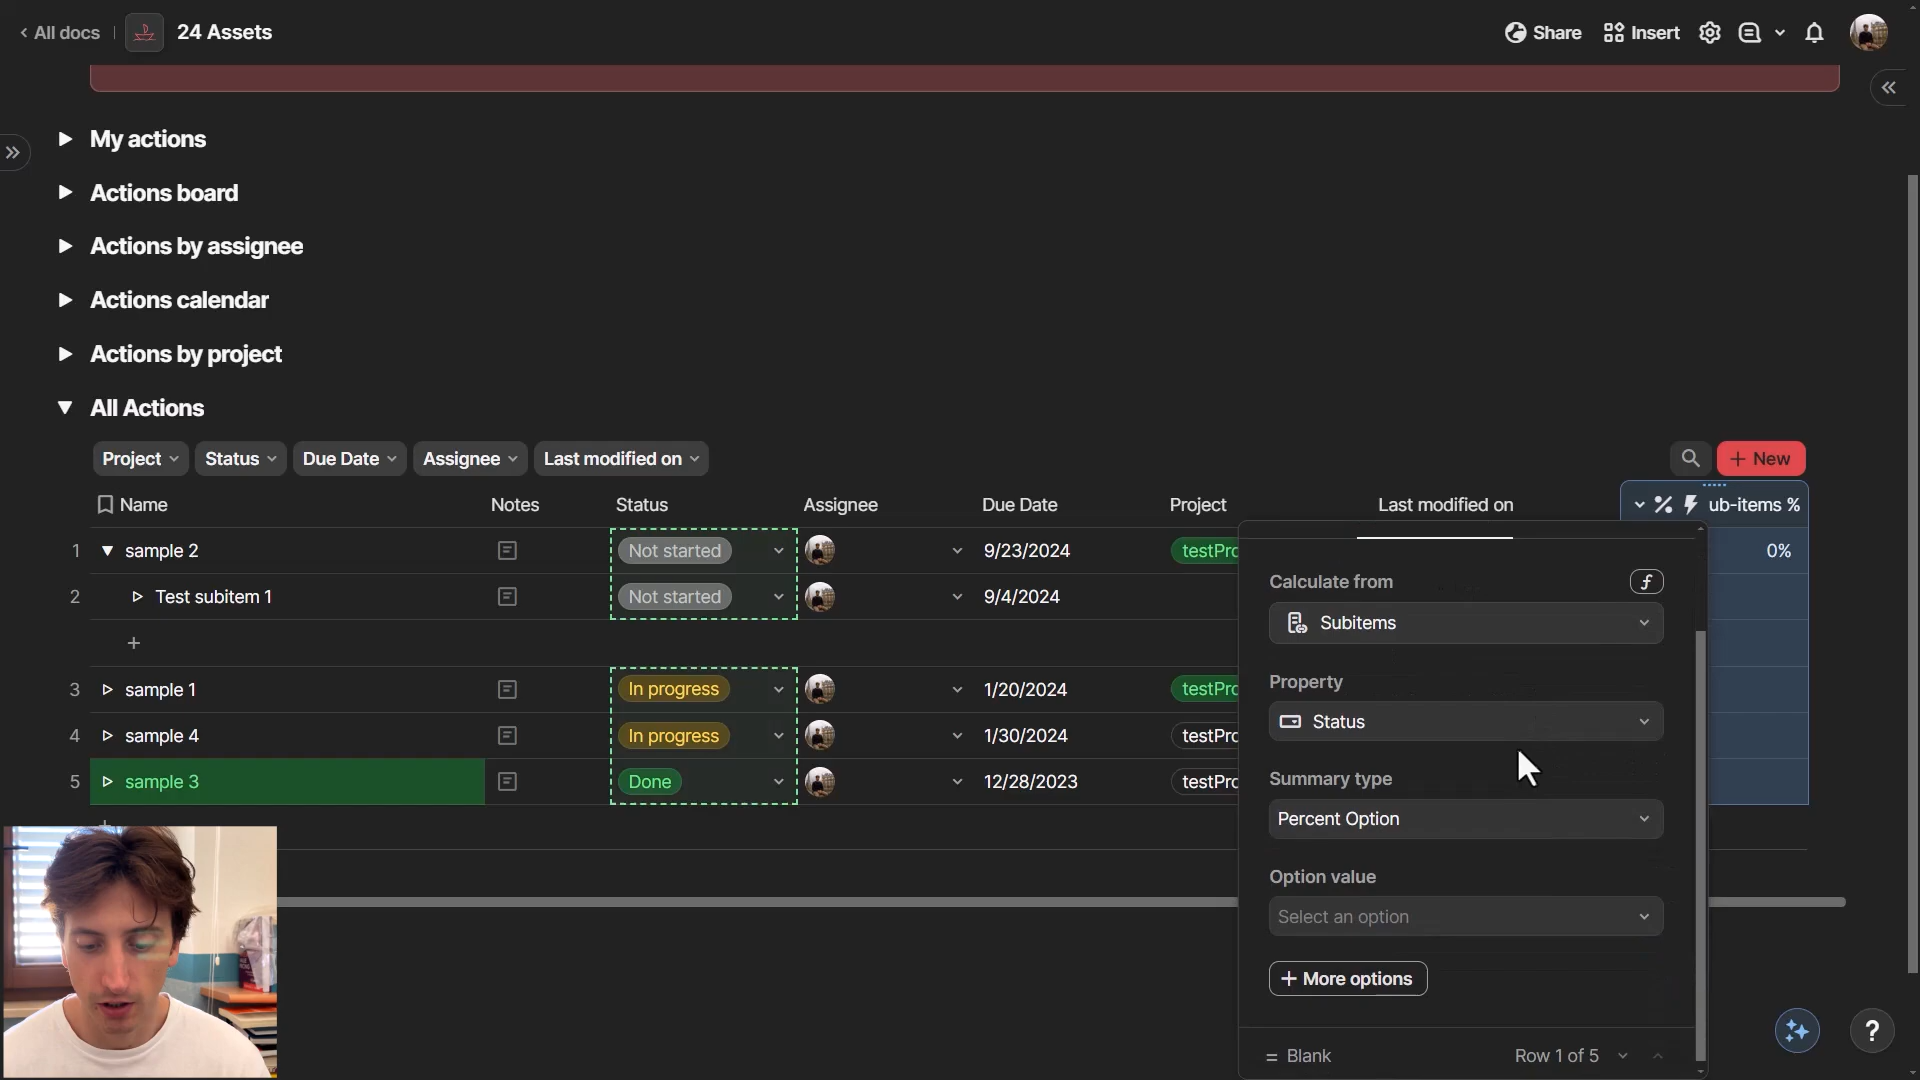 All docs
24 Assets
Share
Insert
My actions
Actions board
Actions by assignee
Actions calendar
Actions by project
All Actions
Project
Status
Due Date
Assignee
Last modified on
+ New
Name
Notes
Status
Assignee
Due Date
Project
Last modified on
ub-items %
1
sample 2
Not started
9/23/2024
testPro
0%
2
Test subitem 1
Not started
9/4/2024
3
sample 1
In progress
1/20/2024
testPro
4
sample 4
In progress
1/30/2024
testPro
5
sample 3
Done
12/28/2023
testPro
Calculate from
Subitems
Property
Status
Summary type
Percent Option
Option value
Select an option
+ More options
= Blank
Row 1 of 5
?